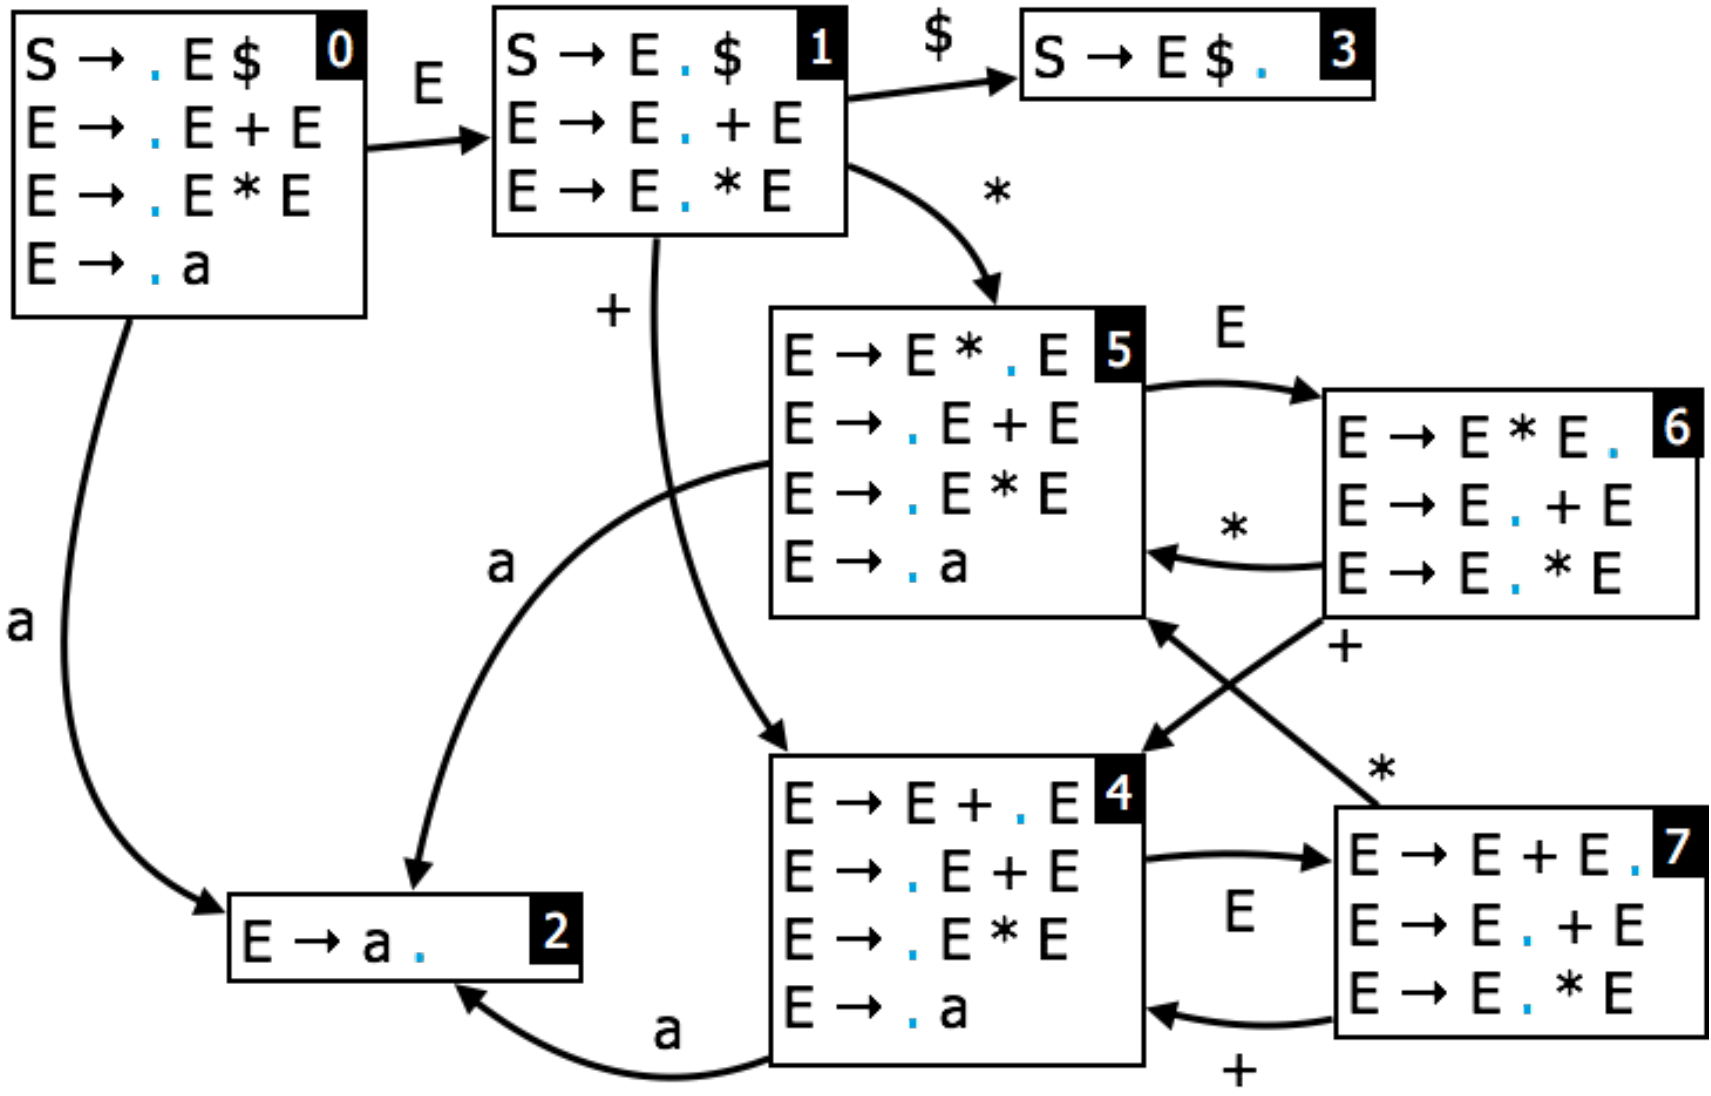 S → . E $ 0
E → . E + E
E → . E * E
E → . a
E
S → E . $ 1
E → E . + E
E → E . * E
$
S → E $ . 3
*
+
E → E * . E 5
E → . E + E
E → . E * E
E → . a
E
E → E * E . 6
E → E . + E
E → E . * E
*
+
a
a
E → a . 2
a
E → E + . E 4
E → . E + E
E → . E * E
E → . a
*
E
E → E + E . 7
E → E . + E
E → E . * E
+